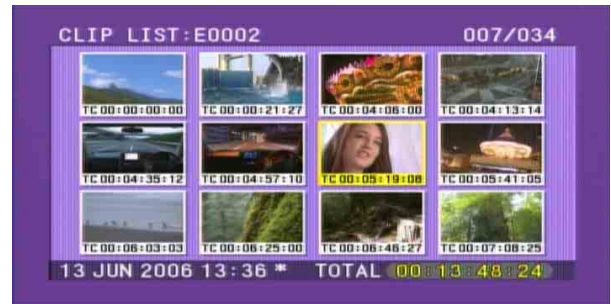 CLIP LIST:E0002 007/034
TC 00:00:00:00 TC 00:00:21:27 TC 00:04:06:00 TC 00:04:13:14
TC 00:04:35:12 TC 00:04:57:10 TC 00:05:19:08 TC 00:05:41:05
TC 00:06:03:03 TC 00:06:25:00 TC 00:06:46:27 TC 00:07:08:25
13 JUN 2006 13:36 * TOTAL 00:13:48:24